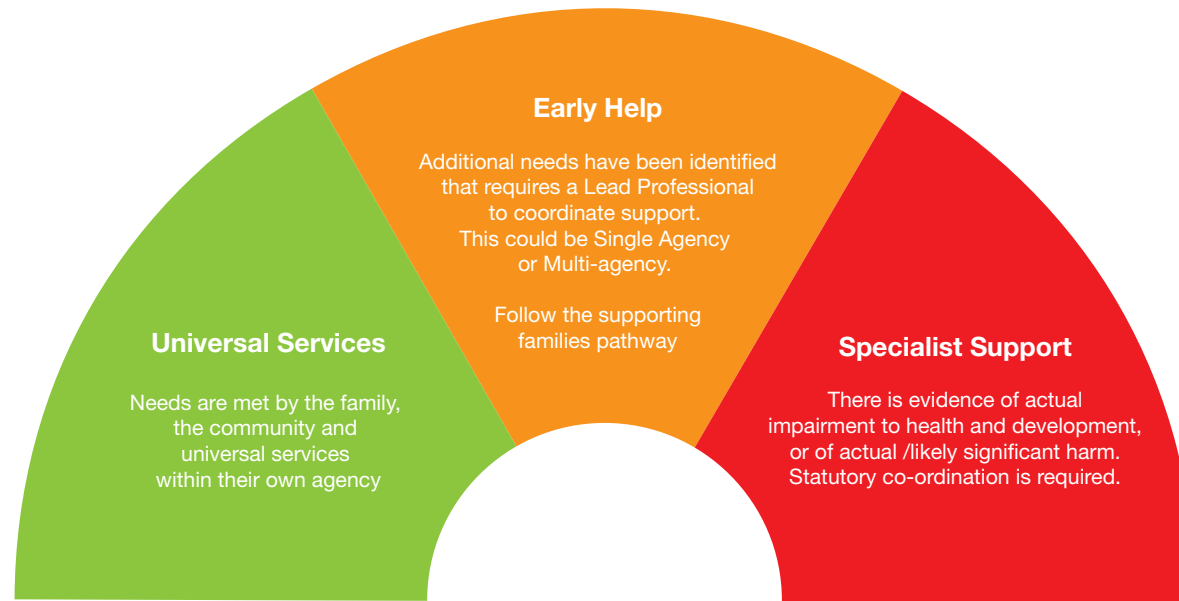 Universal Services
Needs are met by the family,
the community and
universal services
within their own agency
Early Help
Additional needs have been identified
that requires a Lead Professional
to coordinate support.
This could be Single Agency
or Multi-agency.
Follow the supporting
families pathway
Specialist Support
There is evidence of actual
impairment to health and development,
or of actual /likely significant harm.
Statutory co-ordination is required.